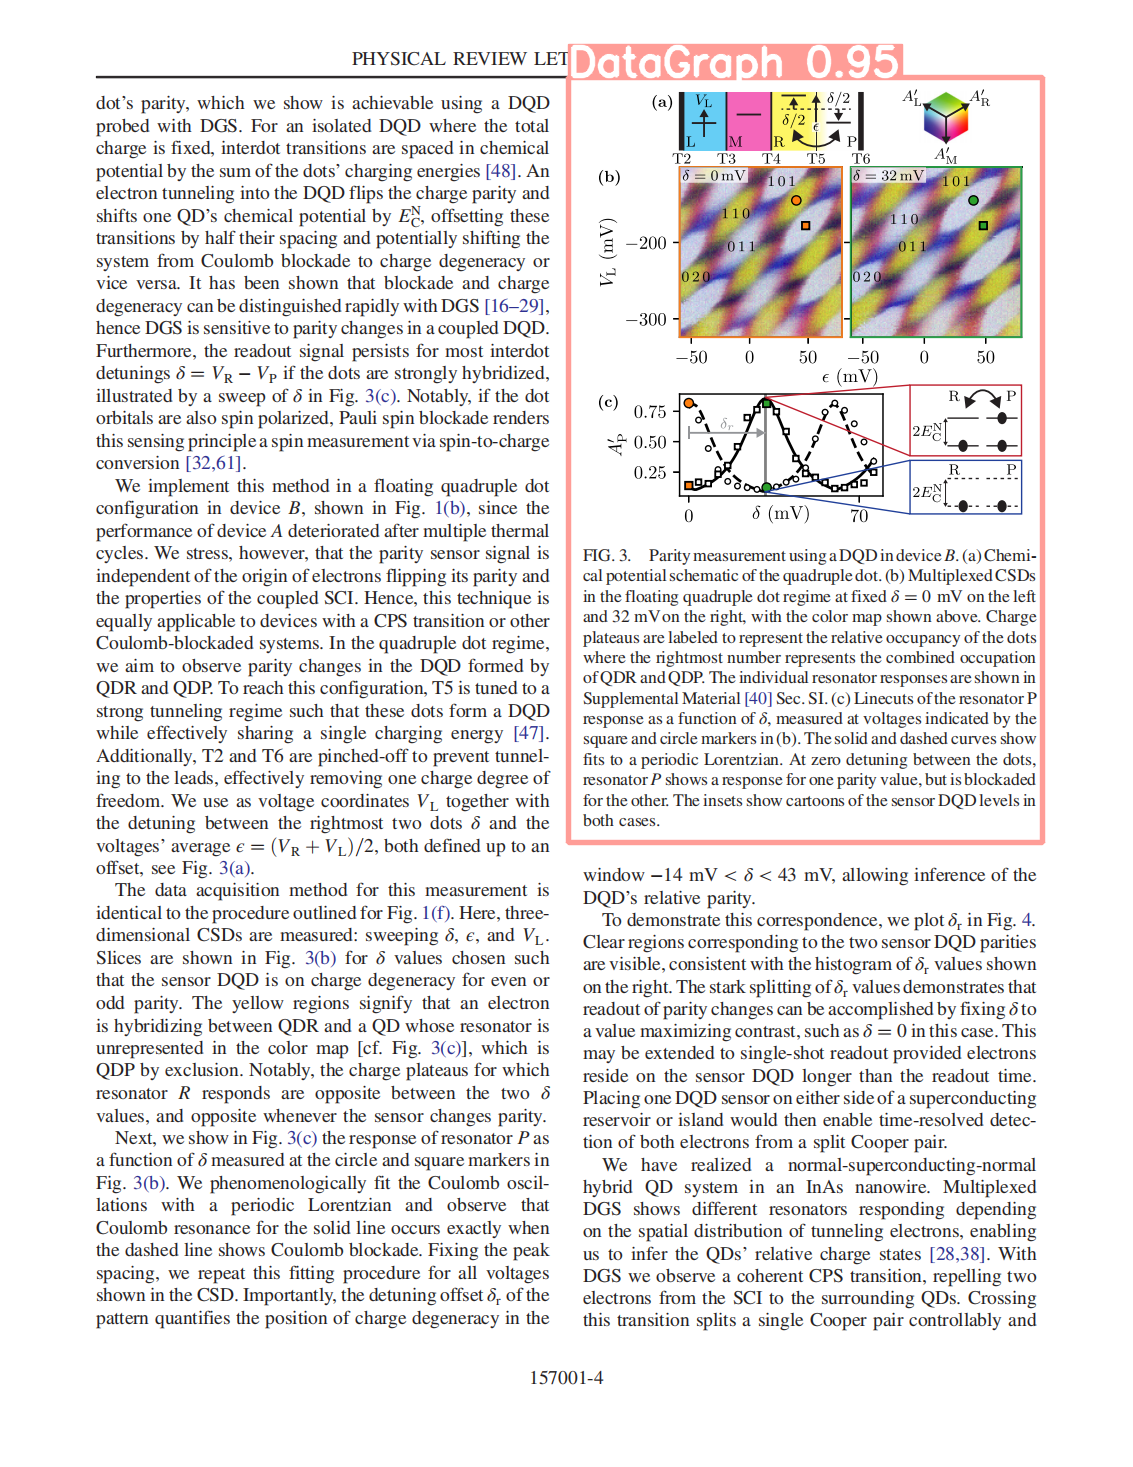 PHYSICAL REVIEW LET
DataGraph 0.95
dot's parity, which we show is achievable using a DQD
probed with DGS. For an isolated DQD where the total
charge is fixed, interdot transitions are spaced in chemical
potential by the sum of the dots' charging energies [48]. An
electron tunneling into the DQD flips the charge parity and
shifts one QD's chemical potential by E_C^N, offsetting these
transitions by half their spacing and potentially shifting the
system from Coulomb blockade to charge degeneracy or
vice versa. It has been shown that blockade and charge
degeneracy can be distinguished rapidly with DGS [16–29],
hence DGS is sensitive to parity changes in a coupled DQD.
Furthermore, the readout signal persists for most interdot
detunings δ = V_R − V_P if the dots are strongly hybridized,
illustrated by a sweep of δ in Fig. 3(c). Notably, if the dot
orbitals are also spin polarized, Pauli spin blockade renders
this sensing principle a spin measurement via spin-to-charge
conversion [32,61].
We implement this method in a floating quadruple dot
configuration in device B, shown in Fig. 1(b), since the
performance of device A deteriorated after multiple thermal
cycles. We stress, however, that the parity sensor signal is
independent of the origin of electrons flipping its parity and
the properties of the coupled SCI. Hence, this technique is
equally applicable to devices with a CPS transition or other
Coulomb-blockaded systems. In the quadruple dot regime,
we aim to observe parity changes in the DQD formed by
QDR and QDP. To reach this configuration, T5 is tuned to a
strong tunneling regime such that these dots form a DQD
while effectively sharing a single charging energy [47].
Additionally, T2 and T6 are pinched-off to prevent tunnel-
ing to the leads, effectively removing one charge degree of
freedom. We use as voltage coordinates V_L together with
the detuning between the rightmost two dots δ and the
voltages' average ϵ = (V_R + V_L)/2, both defined up to an
offset, see Fig. 3(a).
The data acquisition method for this measurement is
identical to the procedure outlined for Fig. 1(f). Here, three-
dimensional CSDs are measured: sweeping δ, ϵ, and V_L.
Slices are shown in Fig. 3(b) for δ values chosen such
that the sensor DQD is on charge degeneracy for even or
odd parity. The yellow regions signify that an electron
is hybridizing between QDR and a QD whose resonator is
unrepresented in the color map [cf. Fig. 3(c)], which is
QDP by exclusion. Notably, the charge plateaus for which
resonator R responds are opposite between the two δ
values, and opposite whenever the sensor changes parity.
Next, we show in Fig. 3(c) the response of resonator P as
a function of δ measured at the circle and square markers in
Fig. 3(b). We phenomenologically fit the Coulomb oscil-
lations with a periodic Lorentzian and observe that
Coulomb resonance for the solid line occurs exactly when
the dashed line shows Coulomb blockade. Fixing the peak
spacing, we repeat this fitting procedure for all voltages
shown in the CSD. Importantly, the detuning offset δ_r of the
pattern quantifies the position of charge degeneracy in the
(a)
V_L
δ/2
δ/2
ϵ
L M R P
T2 T3 T4 T5 T6
A′_L A′_R
A′_M
(b)
δ = 0 mV
101
110
011
020
δ = 32 mV
101
110
011
020
V_L (mV)
−200
−300
−50 0 50 −50 0 50
ϵ (mV)
(c)
A′_P
0.75
0.50
0.25
δ_r
0 δ (mV) 70
R P
2E_C^N
R P
2E_C^N
FIG. 3. Parity measurement using a DQD in device B. (a) Chemi-
cal potential schematic of the quadruple dot. (b) Multiplexed CSDs
in the floating quadruple dot regime at fixed δ = 0 mV on the left
and 32 mV on the right, with the color map shown above. Charge
plateaus are labeled to represent the relative occupancy of the dots
where the rightmost number represents the combined occupation
of QDR and QDP. The individual resonator responses are shown in
Supplemental Material [40] Sec. SI. (c) Linecuts of the resonator P
response as a function of δ, measured at voltages indicated by the
square and circle markers in (b). The solid and dashed curves show
fits to a periodic Lorentzian. At zero detuning between the dots,
resonator P shows a response for one parity value, but is blockaded
for the other. The insets show cartoons of the sensor DQD levels in
both cases.
window −14 mV < δ < 43 mV, allowing inference of the
DQD's relative parity.
To demonstrate this correspondence, we plot δ_r in Fig. 4.
Clear regions corresponding to the two sensor DQD parities
are visible, consistent with the histogram of δ_r values shown
on the right. The stark splitting of δ_r values demonstrates that
readout of parity changes can be accomplished by fixing δ to
a value maximizing contrast, such as δ = 0 in this case. This
may be extended to single-shot readout provided electrons
reside on the sensor DQD longer than the readout time.
Placing one DQD sensor on either side of a superconducting
reservoir or island would then enable time-resolved detec-
tion of both electrons from a split Cooper pair.
We have realized a normal-superconducting-normal
hybrid QD system in an InAs nanowire. Multiplexed
DGS shows different resonators responding depending
on the spatial distribution of tunneling electrons, enabling
us to infer the QDs' relative charge states [28,38]. With
DGS we observe a coherent CPS transition, repelling two
electrons from the SCI to the surrounding QDs. Crossing
this transition splits a single Cooper pair controllably and
157001-4